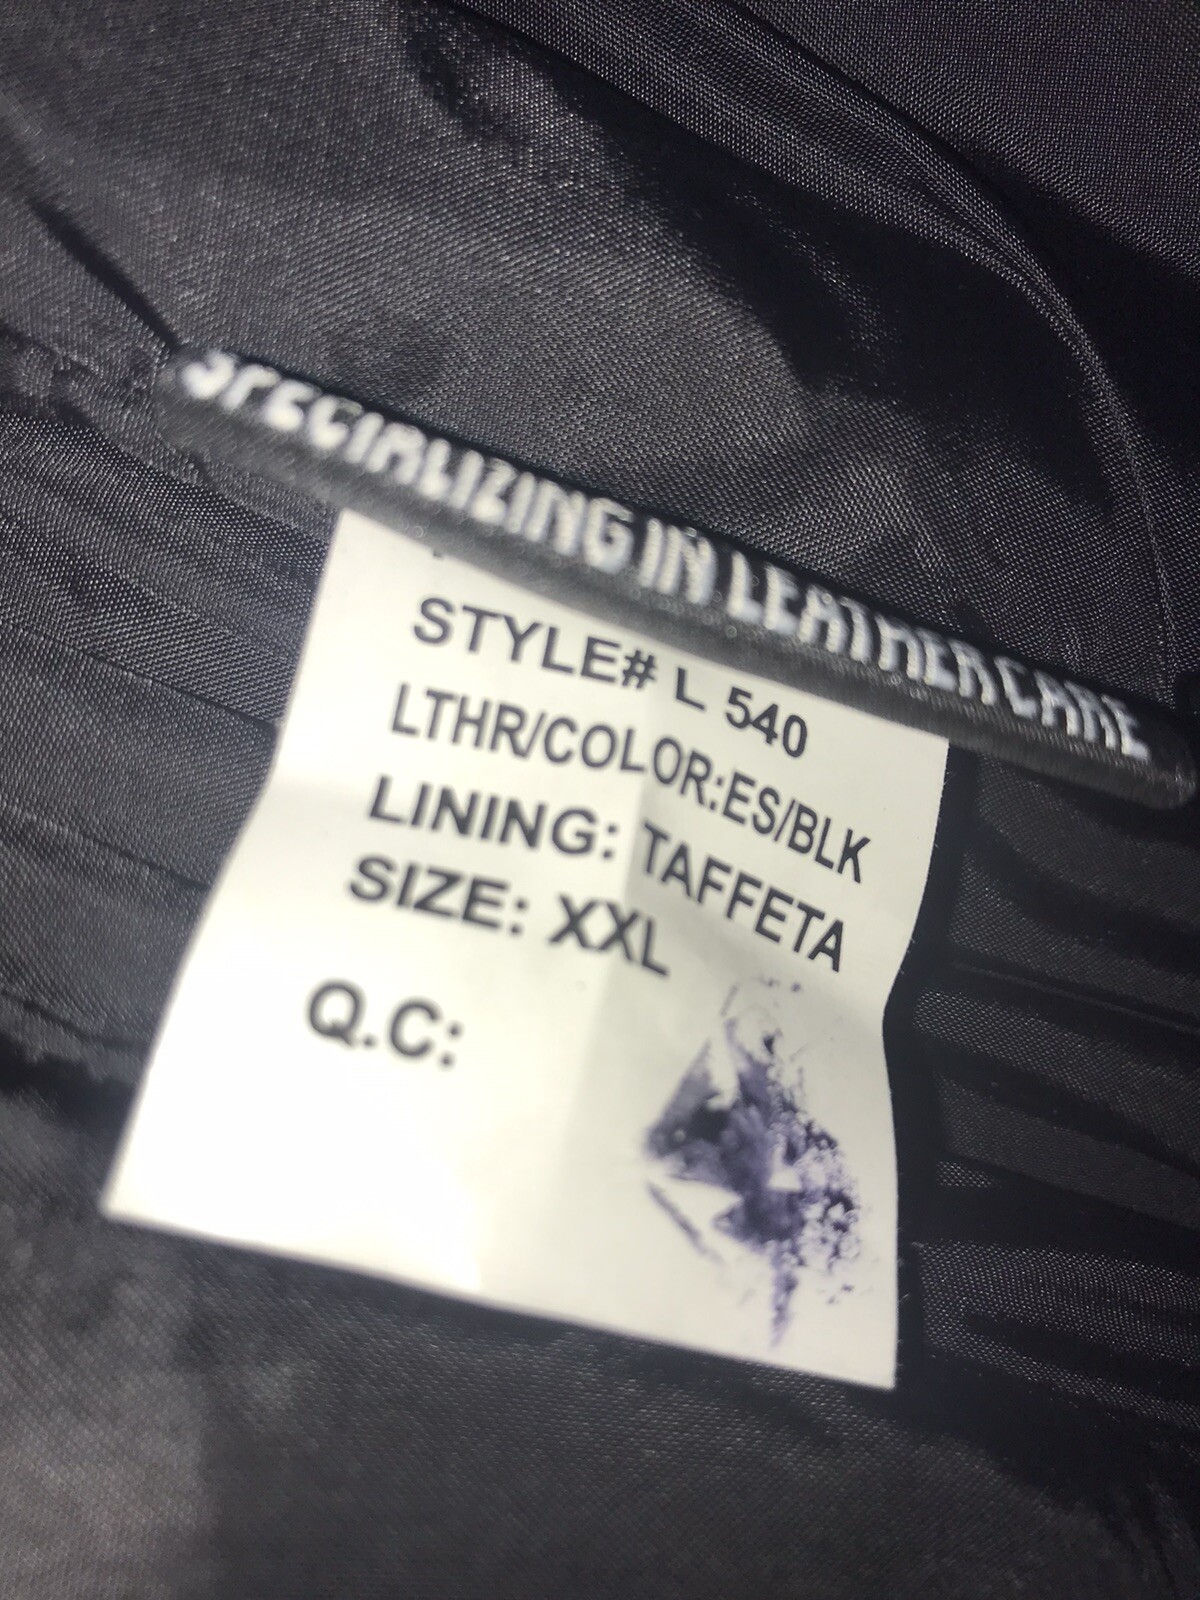 SPECIALIZING IN LEATHER CARE
STYLE# L 540
LTHR/COLOR:ES/BLK
LINING: TAFFETA
SIZE: XXL
Q.C: